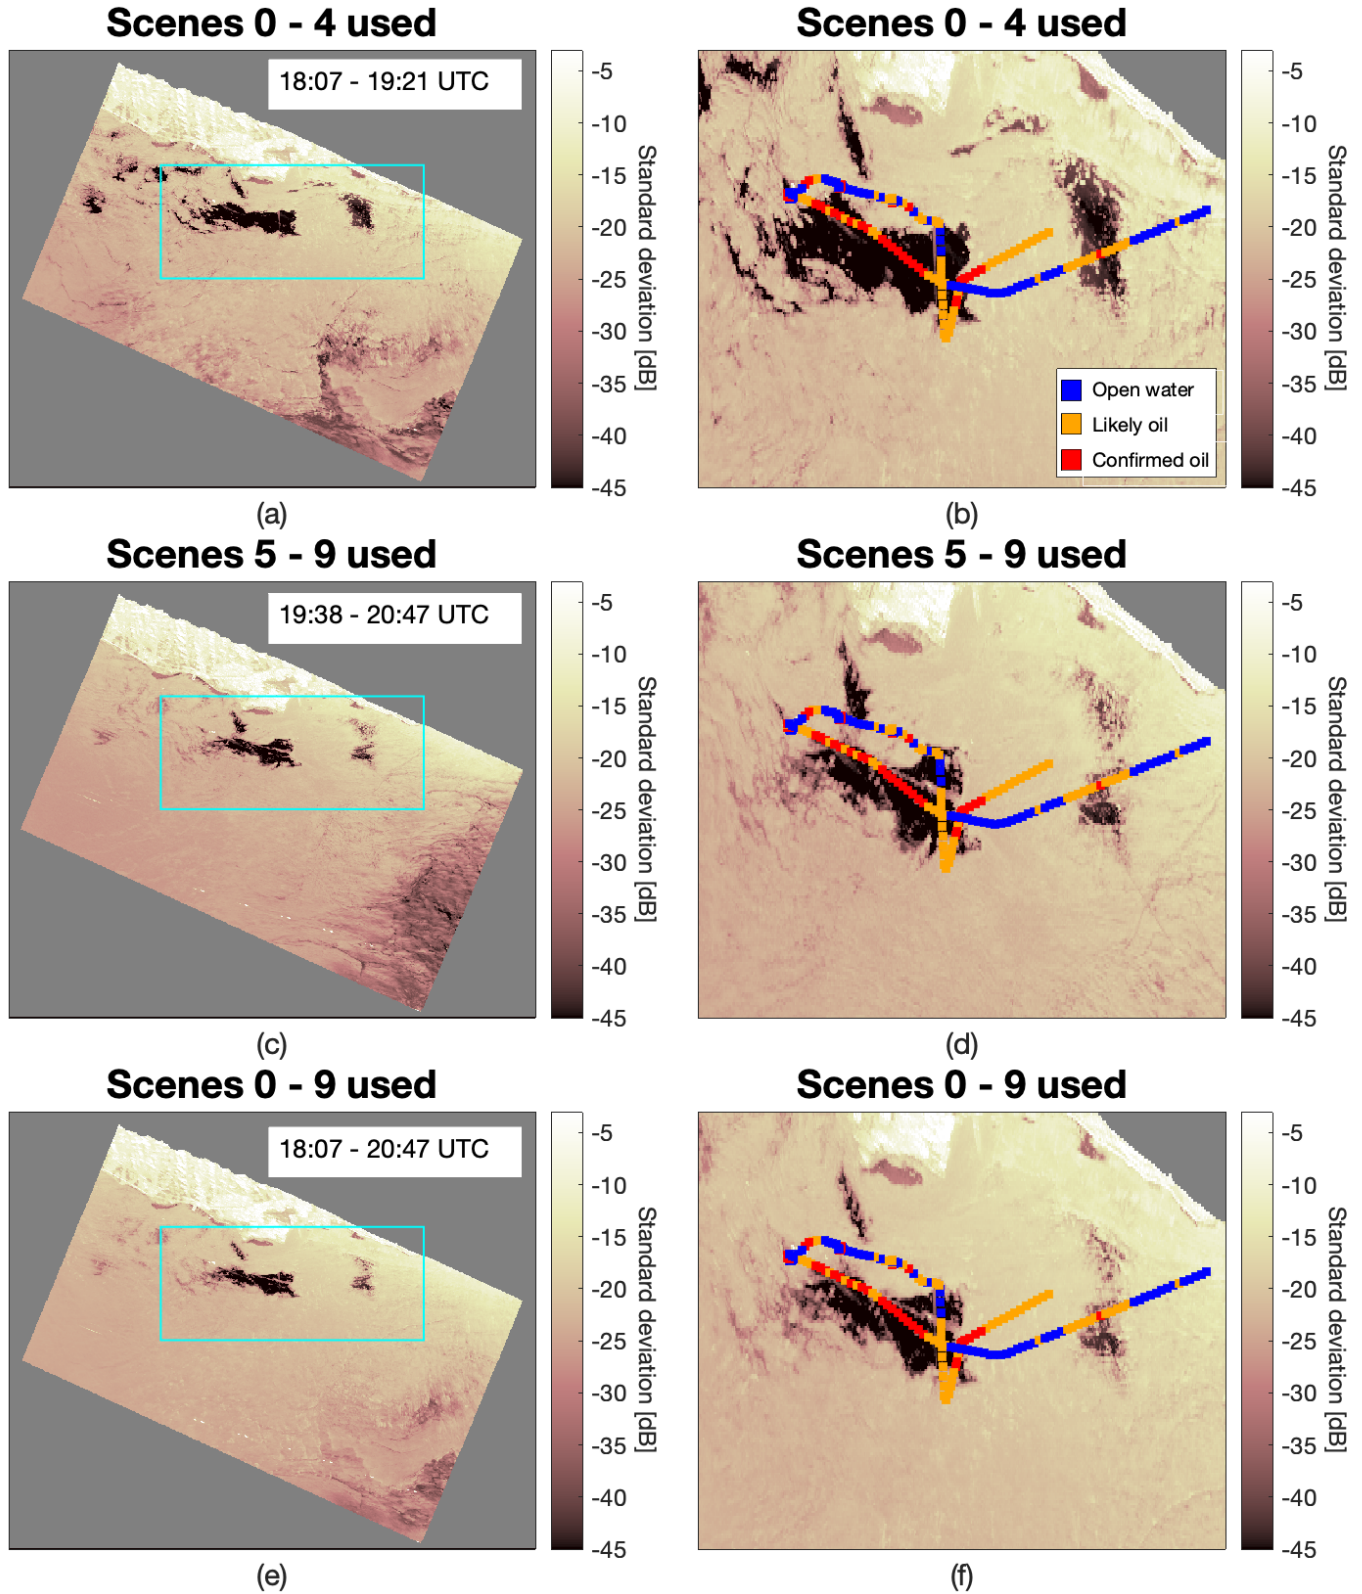 Scenes 0 - 4 used
18:07 - 19:21 UTC
-5
-10
-15
-20
-25
-30
-35
-40
-45
Standard deviation [dB]
(a)
Scenes 0 - 4 used
Open water
Likely oil
Confirmed oil
-5
-10
-15
-20
-25
-30
-35
-40
-45
Standard deviation [dB]
(b)
Scenes 5 - 9 used
19:38 - 20:47 UTC
-5
-10
-15
-20
-25
-30
-35
-40
-45
Standard deviation [dB]
(c)
Scenes 5 - 9 used
-5
-10
-15
-20
-25
-30
-35
-40
-45
Standard deviation [dB]
(d)
Scenes 0 - 9 used
18:07 - 20:47 UTC
-5
-10
-15
-20
-25
-30
-35
-40
-45
Standard deviation [dB]
(e)
Scenes 0 - 9 used
-5
-10
-15
-20
-25
-30
-35
-40
-45
Standard deviation [dB]
(f)